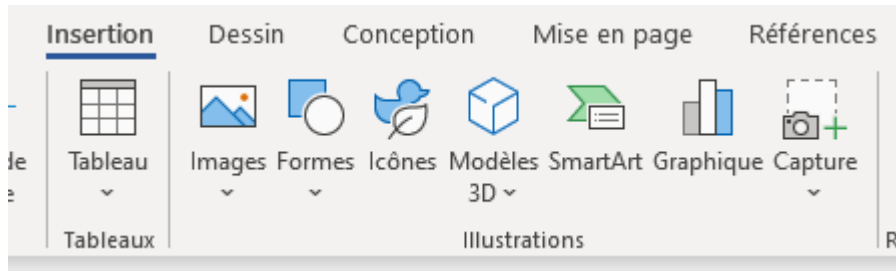 Insertion Dessin Conception Mise en page Références
Tableau Images Formes Icônes Modèles SmartArt Graphique Capture
3D
Tableaux Illustrations